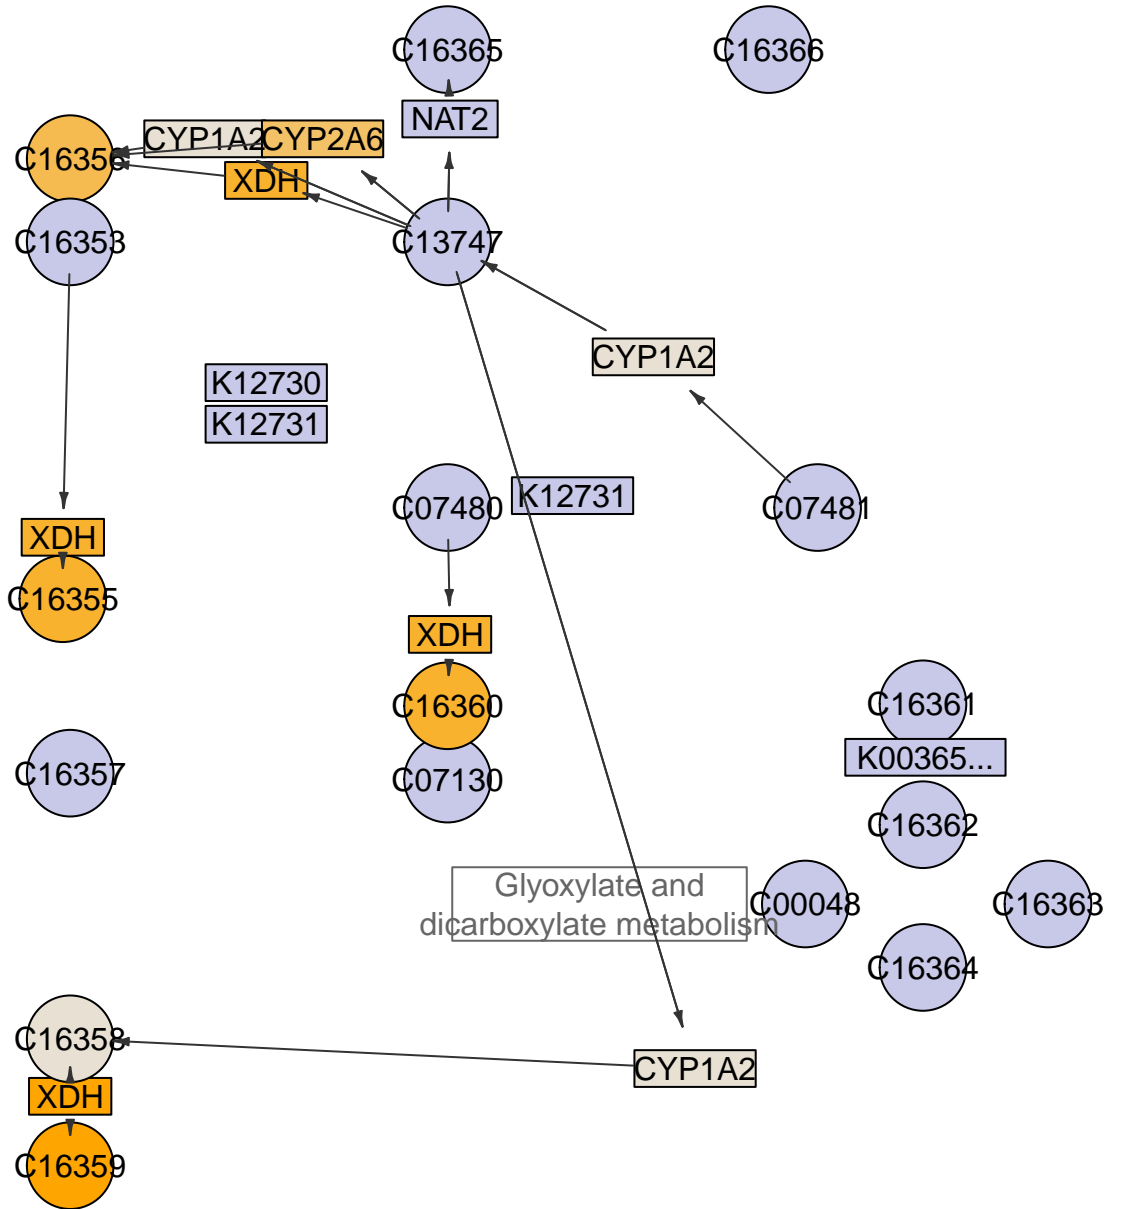 C16365
C16366
NAT2
CYP1A2
CYP2A6
C16356
XDH
C16353
C13747
CYP1A2
K12730
K12731
K12731
C07480
C07481
XDH
C16355
XDH
C16360
C16361
K00365...
C16357
C07130
C16362
Glyoxylate and
dicarboxylate metabolism
C00048
C16363
C16364
C16358
CYP1A2
XDH
C16359